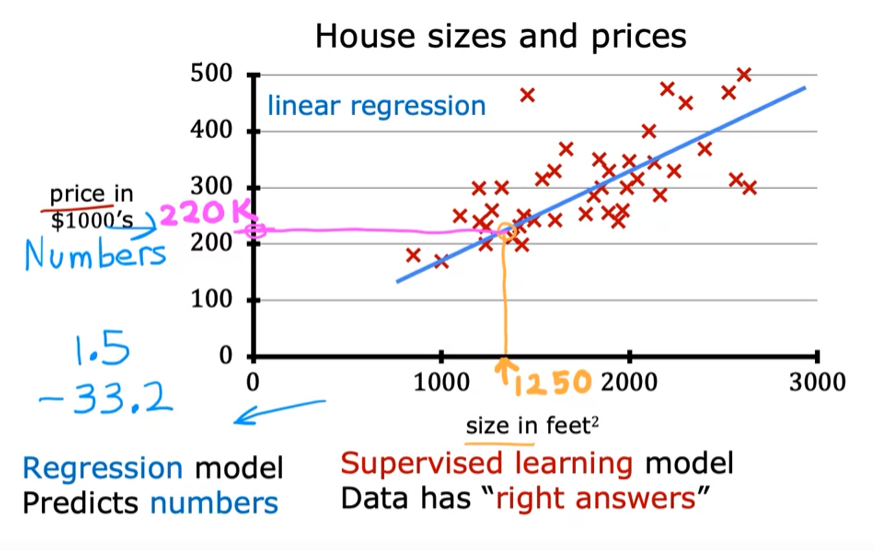 House sizes and prices
500
linear regression
400
300
price in
$1000's
220K
200
Numbers
100
1.5
0
-33.2
0
1000
1250
2000
3000
size in feet²
Regression model
Predicts numbers
Supervised learning model
Data has “right answers”